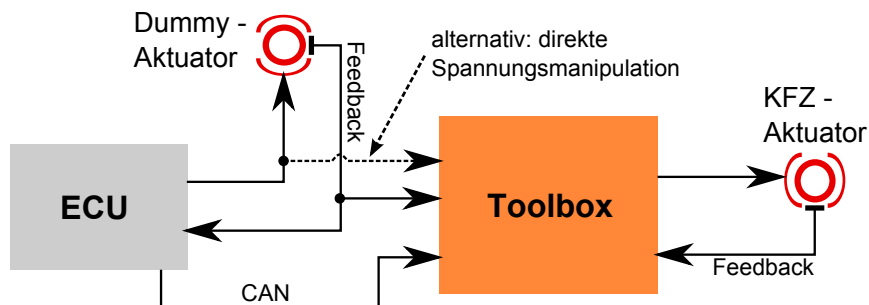 Dummy -
Aktuator
Feedback
alternativ: direkte
Spannungsmanipulation
KFZ -
Aktuator
ECU
Toolbox
Feedback
CAN